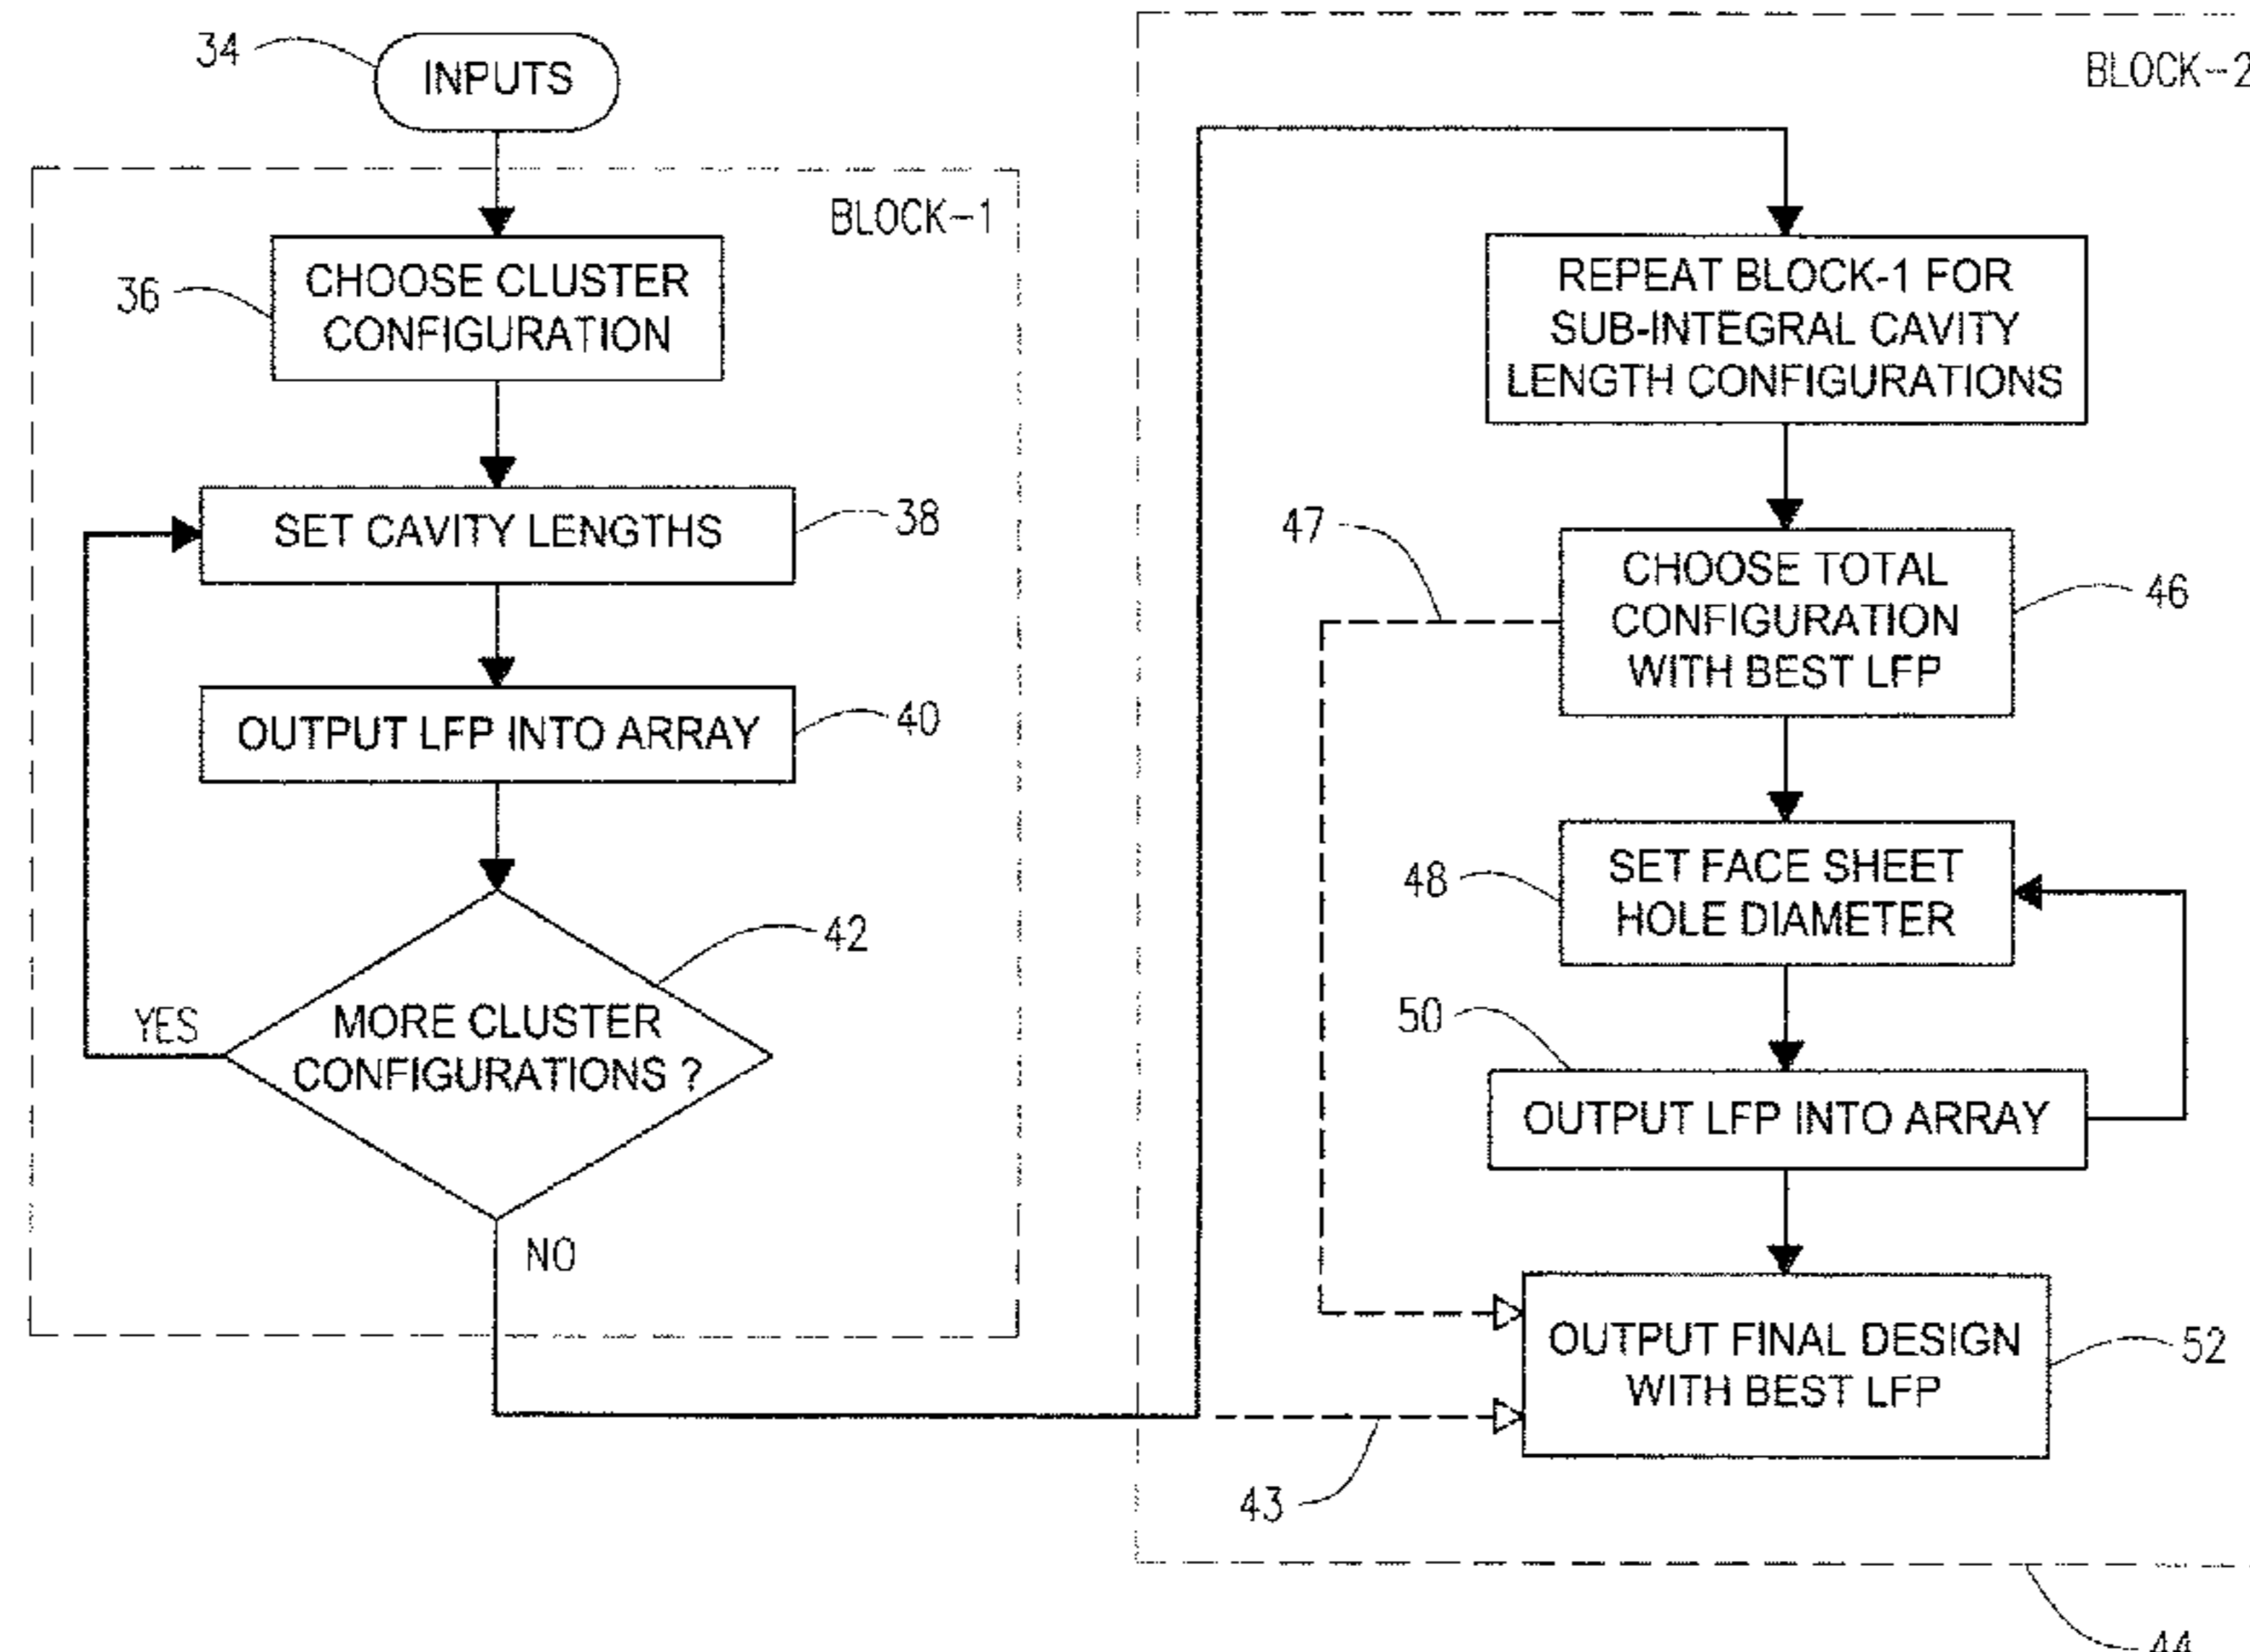 34
INPUTS
BLOCK-1
36
CHOOSE CLUSTER
CONFIGURATION
SET CAVITY LENGTHS
38
OUTPUT LFP INTO ARRAY
40
42
MORE CLUSTER
CONFIGURATIONS ?
YES
NO
BLOCK-2
REPEAT BLOCK-1 FOR
SUB-INTEGRAL CAVITY
LENGTH CONFIGURATIONS
47
CHOOSE TOTAL
CONFIGURATION
WITH BEST LFP
46
48
SET FACE SHEET
HOLE DIAMETER
50
OUTPUT LFP INTO ARRAY
OUTPUT FINAL DESIGN
WITH BEST LFP
52
43
44